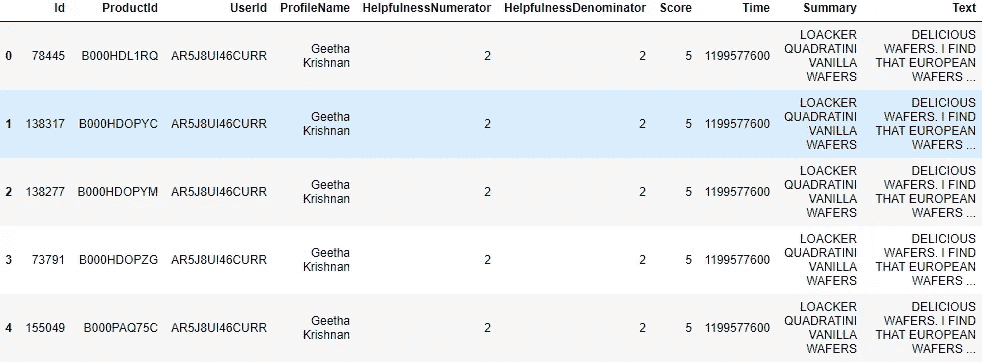 Id ProductId UserId ProfileName HelpfulnessNumerator HelpfulnessDenominator Score Time Summary Text
0 78445 B000HDL1RQ AR5J8UI46CURR Geetha Krishnan 2 2 5 1199577600 LOACKER QUADRATINI VANILLA WAFERS DELICIOUS WAFERS. I FIND THAT EUROPEAN WAFERS ...
1 138317 B000HDOPYC AR5J8UI46CURR Geetha Krishnan 2 2 5 1199577600 LOACKER QUADRATINI VANILLA WAFERS DELICIOUS WAFERS. I FIND THAT EUROPEAN WAFERS ...
2 138277 B000HDOPYM AR5J8UI46CURR Geetha Krishnan 2 2 5 1199577600 LOACKER QUADRATINI VANILLA WAFERS DELICIOUS WAFERS. I FIND THAT EUROPEAN WAFERS ...
3 73791 B000HDOPZG AR5J8UI46CURR Geetha Krishnan 2 2 5 1199577600 LOACKER QUADRATINI VANILLA WAFERS DELICIOUS WAFERS. I FIND THAT EUROPEAN WAFERS ...
4 155049 B000PAQ75C AR5J8UI46CURR Geetha Krishnan 2 2 5 1199577600 LOACKER QUADRATINI VANILLA WAFERS DELICIOUS WAFERS. I FIND THAT EUROPEAN WAFERS ...